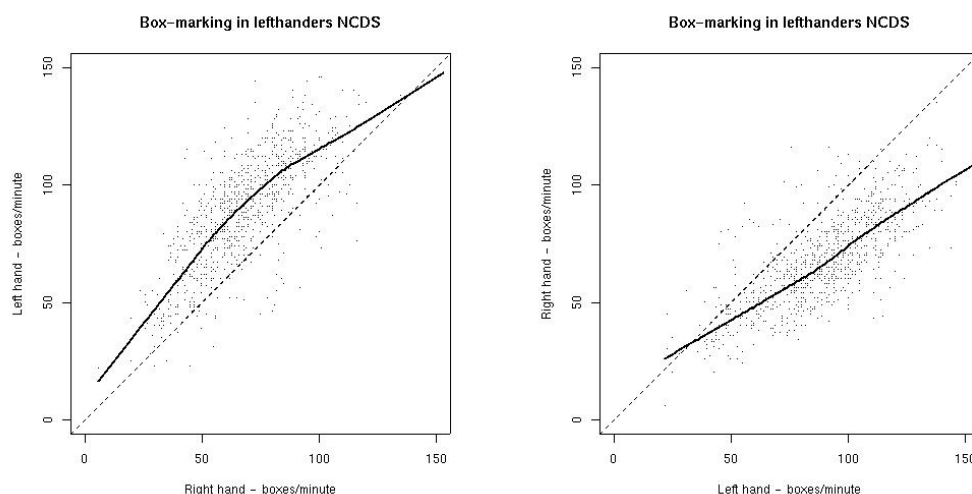 Box-marking in lefthanders NCDS
150
100
50
0
Left hand - boxes/minute
0 50 100 150
Right hand - boxes/minute
Box-marking in lefthanders NCDS
150
100
50
0
Right hand - boxes/minute
0 50 100 150
Left hand - boxes/minute